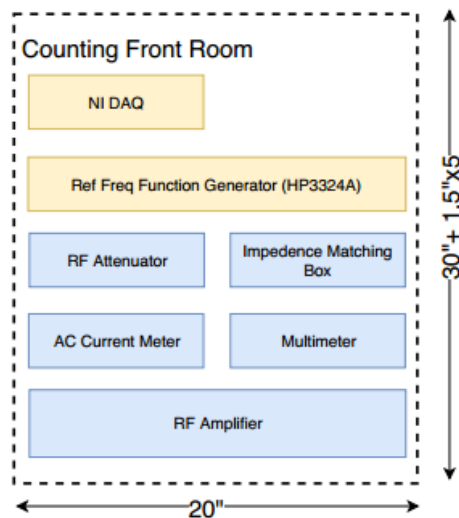 Counting Front Room
NI DAQ
Ref Freq Function Generator (HP3324A)
RF Attenuator
Impedence Matching
Box
AC Current Meter
Multimeter
RF Amplifier
30"+ 1.5"x5
20"